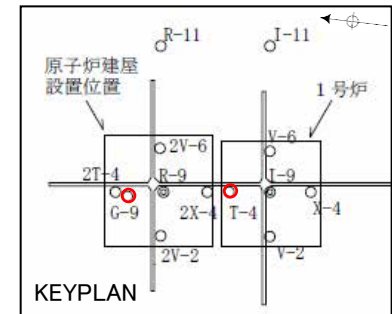 R-11
I-11
原子炉建屋
設置位置
1号炉
2V-6
V-6
2T-4
R-9
I-9
G-9
2X-4
T-4
X-4
2V-2
V-2
KEYPLAN